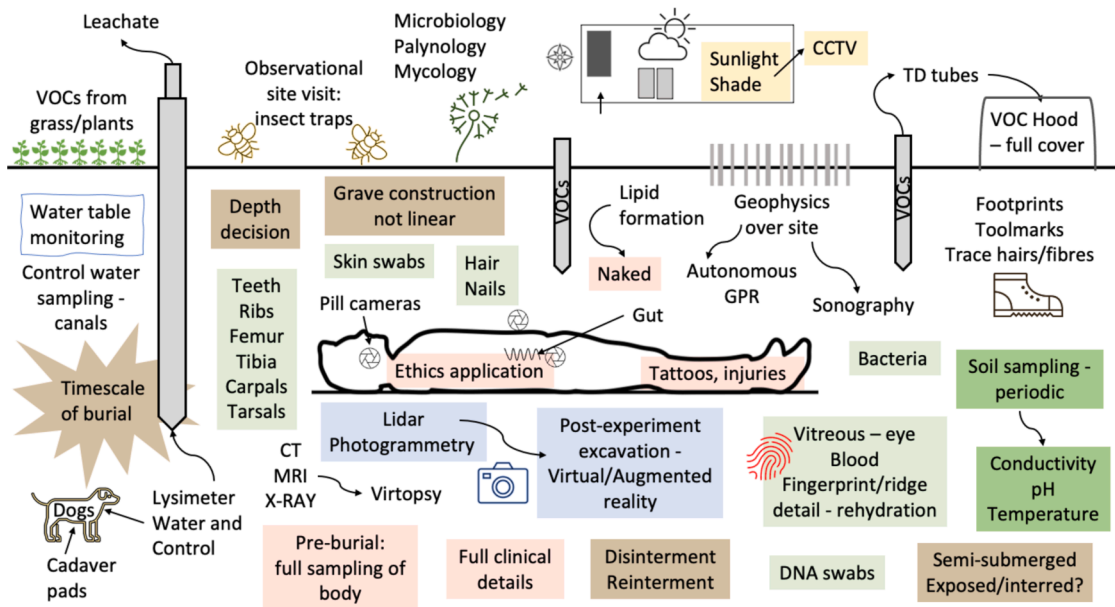 Leachate
Microbiology
Palynology
Mycology
Observational
site visit:
insect traps
Sunlight
Shade
CCTV
TD tubes
VOCs from
grass/plants
VOC Hood
– full cover
Water table
monitoring
Control water
sampling -
canals
Timescale
of burial
Depth
decision
Grave construction
not linear
Skin swabs
Hair
Nails
VOCs
Lipid
formation
Naked
Geophysics
over site
Autonomous
GPR
Sonography
VOCs
Footprints
Toolmarks
Trace hairs/fibres
Teeth
Ribs
Femur
Tibia
Carpals
Tarsals
Pill cameras
Gut
Ethics application
Tattoos, injuries
Bacteria
Soil sampling -
periodic
Conductivity
pH
Temperature
Lidar
Photogrammetry
Post-experiment
excavation -
Virtual/Augmented
reality
Vitreous – eye
Blood
Fingerprint/ridge
detail - rehydration
CT
MRI
X-RAY
Virtopsy
Dogs
Cadaver
pads
Lysimeter
Water and
Control
Pre-burial:
full sampling of
body
Full clinical
details
Disinterment
Reinterment
DNA swabs
Semi-submerged
Exposed/interred?